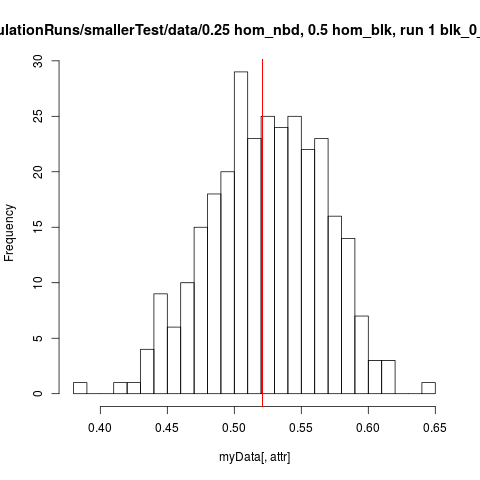 ulationRuns/smallerTest/data/0.25 hom_nbd, 0.5 hom_blk, run 1 blk_0_
Frequency
30
25
20
15
10
5
0
0.40 0.45 0.50 0.55 0.60 0.65
myData[, attr]